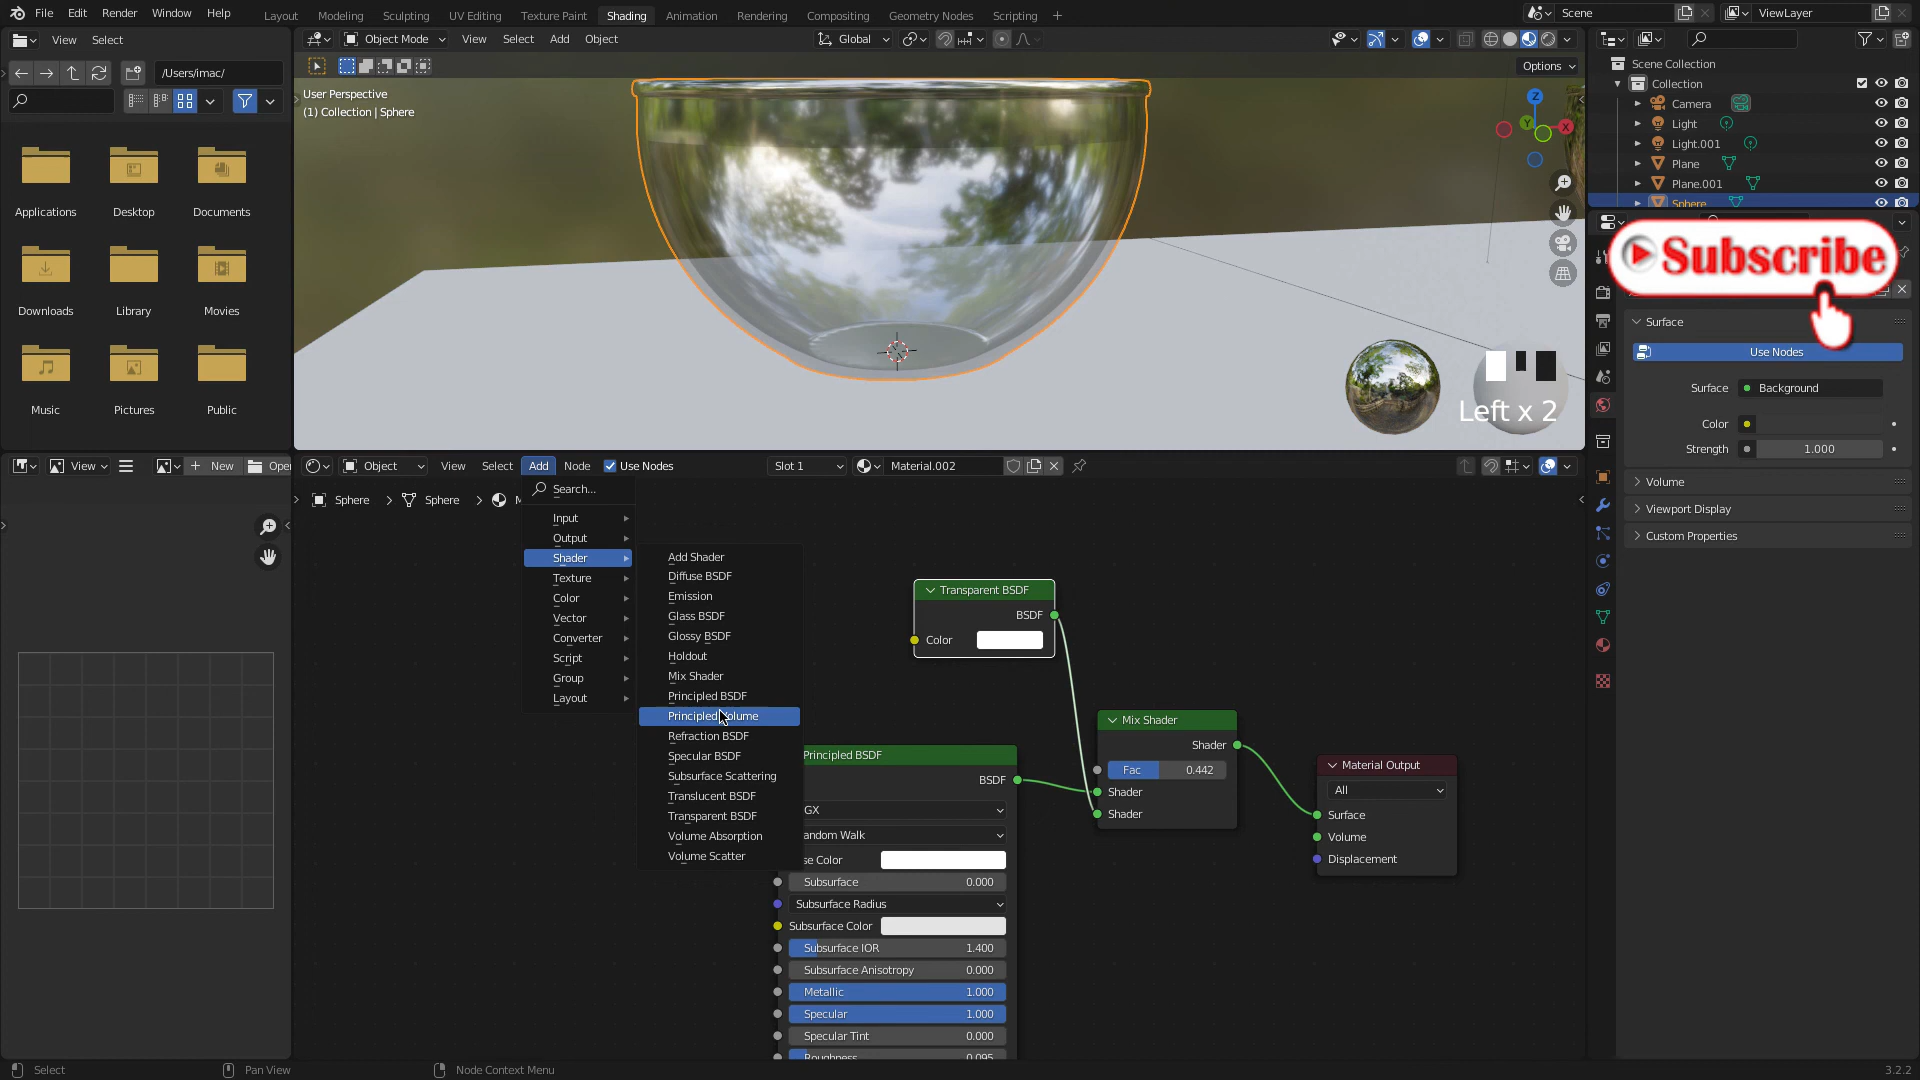 File Edit Render Window Help Layout Modeling Sculpting UV Editing Texture Paint Shading Animation Rendering Compositing Geometry Nodes Scripting Scene ViewLayer
View Select Object Mode View Select Add Object Global
/Users/imac/ Options
User Perspective
(1) Collection | Sphere
Applications Desktop Documents
Downloads Library Movies
Music Pictures Public
Scene Collection
Collection
Camera
Light
Light.001
Plane
Plane.001
Sphere
Subscribe
Surface
Use Nodes
Surface Background
Color
Strength 1.000
Volume
Viewport Display
Custom Properties
Left x 2
View New Open
Object View Select Add Node Use Nodes Slot 1 Material.002
Sphere Sphere
Search...
Input
Output
Shader
Texture
Color
Vector
Converter
Script
Group
Layout
Add Shader
Diffuse BSDF
Emission
Glass BSDF
Glossy BSDF
Holdout
Mix Shader
Principled BSDF
Principled Volume
Refraction BSDF
Specular BSDF
Subsurface Scattering
Translucent BSDF
Transparent BSDF
Volume Absorption
Volume Scatter
Transparent BSDF
BSDF
Color
Mix Shader
Shader
Fac 0.442
Shader
Shader
Material Output
All
Surface
Volume
Displacement
Principled BSDF
BSDF
GX
andom Walk
se Color
Subsurface 0.000
Subsurface Radius
Subsurface Color
Subsurface IOR 1.400
Subsurface Anisotropy 0.000
Metallic 1.000
Specular 1.000
Specular Tint 0.000
Roughness 0.095
Select Pan View Node Context Menu 3.2.2